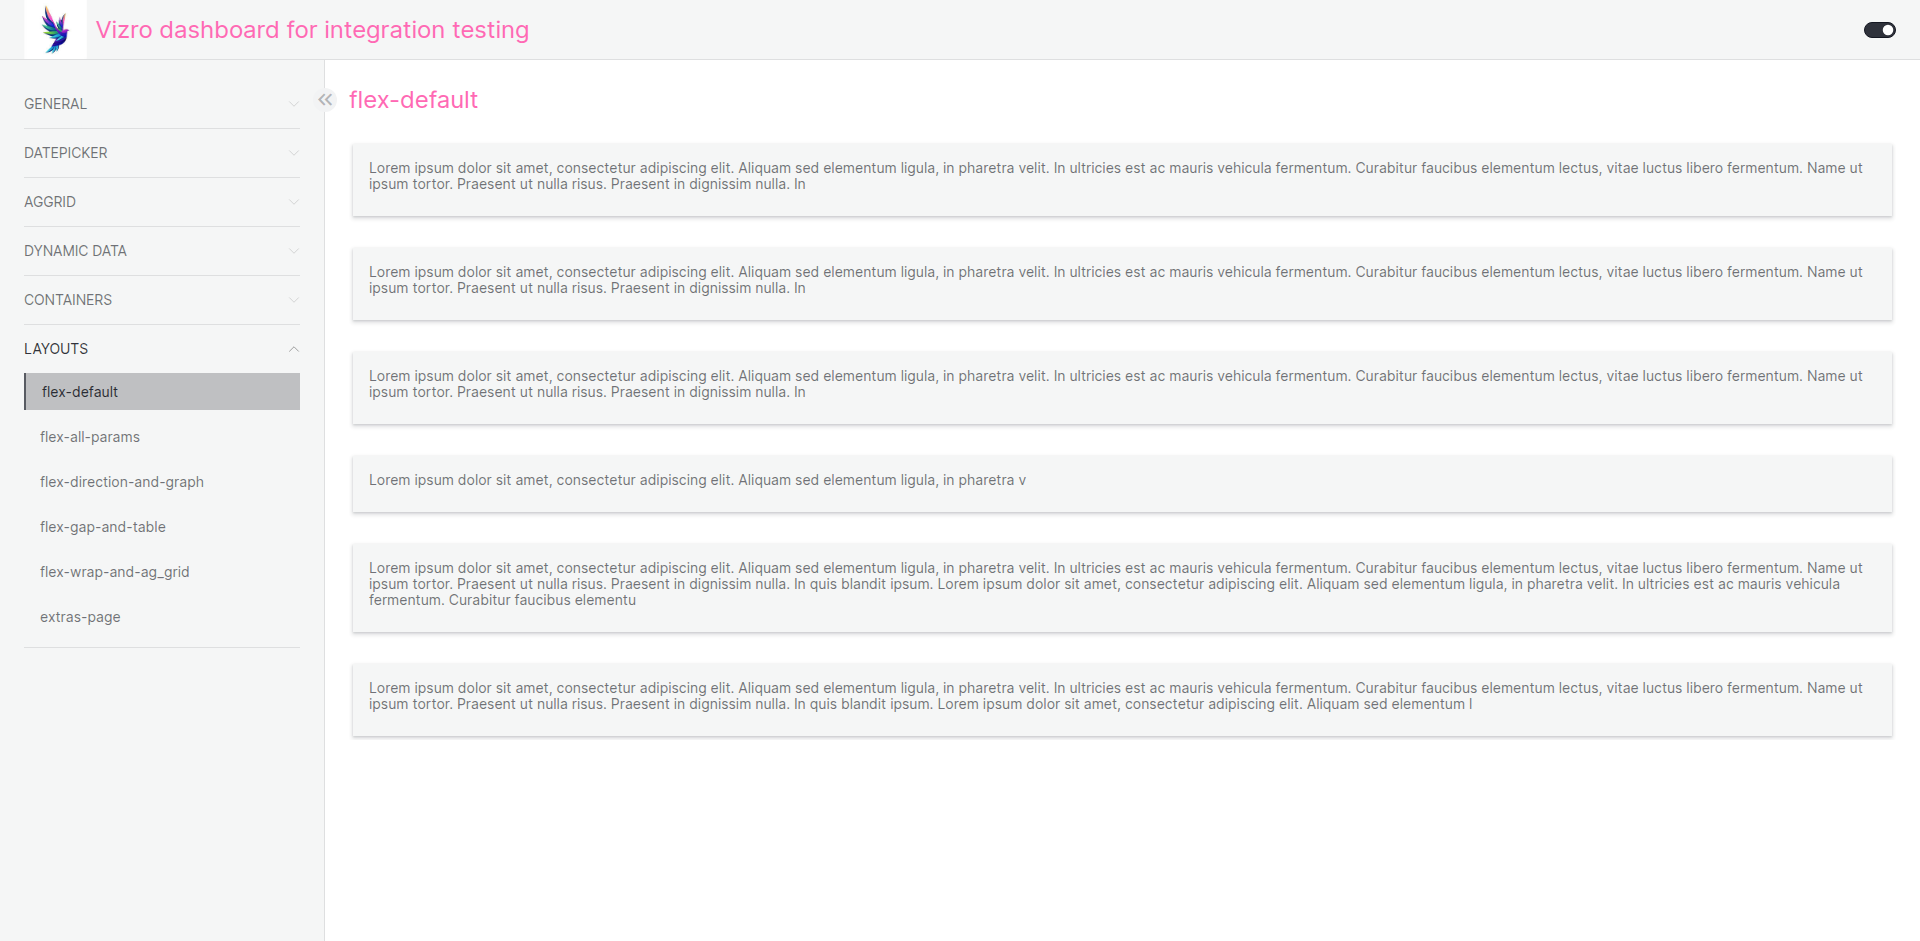 Vizro dashboard for integration testing
GENERAL
DATEPICKER
AGGRID
DYNAMIC DATA
CONTAINERS
LAYOUTS
flex-default
flex-all-params
flex-direction-and-graph
flex-gap-and-table
flex-wrap-and-ag_grid
extras-page
flex-default
Lorem ipsum dolor sit amet, consectetur adipiscing elit. Aliquam sed elementum ligula, in pharetra velit. In ultricies est ac mauris vehicula fermentum. Curabitur faucibus elementum lectus, vitae luctus libero fermentum. Name ut
ipsum tortor. Praesent ut nulla risus. Praesent in dignissim nulla. In
Lorem ipsum dolor sit amet, consectetur adipiscing elit. Aliquam sed elementum ligula, in pharetra velit. In ultricies est ac mauris vehicula fermentum. Curabitur faucibus elementum lectus, vitae luctus libero fermentum. Name ut
ipsum tortor. Praesent ut nulla risus. Praesent in dignissim nulla. In
Lorem ipsum dolor sit amet, consectetur adipiscing elit. Aliquam sed elementum ligula, in pharetra velit. In ultricies est ac mauris vehicula fermentum. Curabitur faucibus elementum lectus, vitae luctus libero fermentum. Name ut
ipsum tortor. Praesent ut nulla risus. Praesent in dignissim nulla. In
Lorem ipsum dolor sit amet, consectetur adipiscing elit. Aliquam sed elementum ligula, in pharetra v
Lorem ipsum dolor sit amet, consectetur adipiscing elit. Aliquam sed elementum ligula, in pharetra velit. In ultricies est ac mauris vehicula fermentum. Curabitur faucibus elementum lectus, vitae luctus libero fermentum. Name ut
ipsum tortor. Praesent ut nulla risus. Praesent in dignissim nulla. In quis blandit ipsum. Lorem ipsum dolor sit amet, consectetur adipiscing elit. Aliquam sed elementum ligula, in pharetra velit. In ultricies est ac mauris vehicula
fermentum. Curabitur faucibus elementu
Lorem ipsum dolor sit amet, consectetur adipiscing elit. Aliquam sed elementum ligula, in pharetra velit. In ultricies est ac mauris vehicula fermentum. Curabitur faucibus elementum lectus, vitae luctus libero fermentum. Name ut
ipsum tortor. Praesent ut nulla risus. Praesent in dignissim nulla. In quis blandit ipsum. Lorem ipsum dolor sit amet, consectetur adipiscing elit. Aliquam sed elementum l